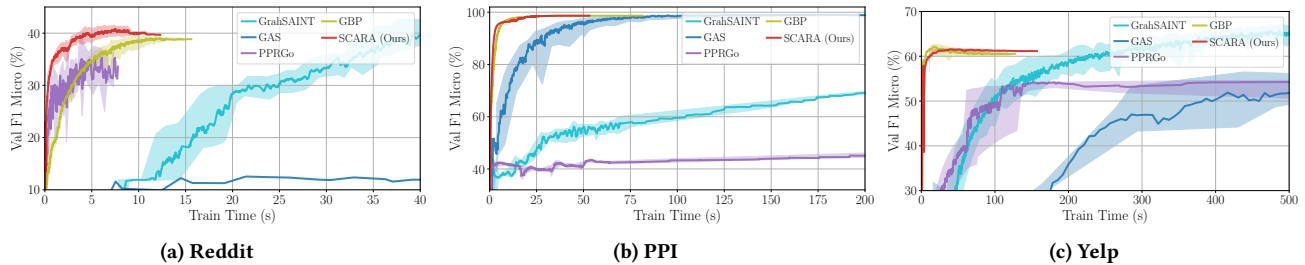 GrahSAINT
GAS
PPRGo
GBP
SCARA (Ours)
Val F1 Micro (%)
40
30
20
10
0
5
10
15
20
25
30
35
40
Train Time (s)
(a) Reddit
GrahSAINT
GAS
PPRGo
GBP
SCARA (Ours)
Val F1 Micro (%)
100
80
60
40
0
25
50
75
100
125
150
175
200
Train Time (s)
(b) PPI
GrahSAINT
GAS
PPRGo
GBP
SCARA (Ours)
Val F1 Micro (%)
70
60
50
40
30
0
100
200
300
400
500
Train Time (s)
(c) Yelp